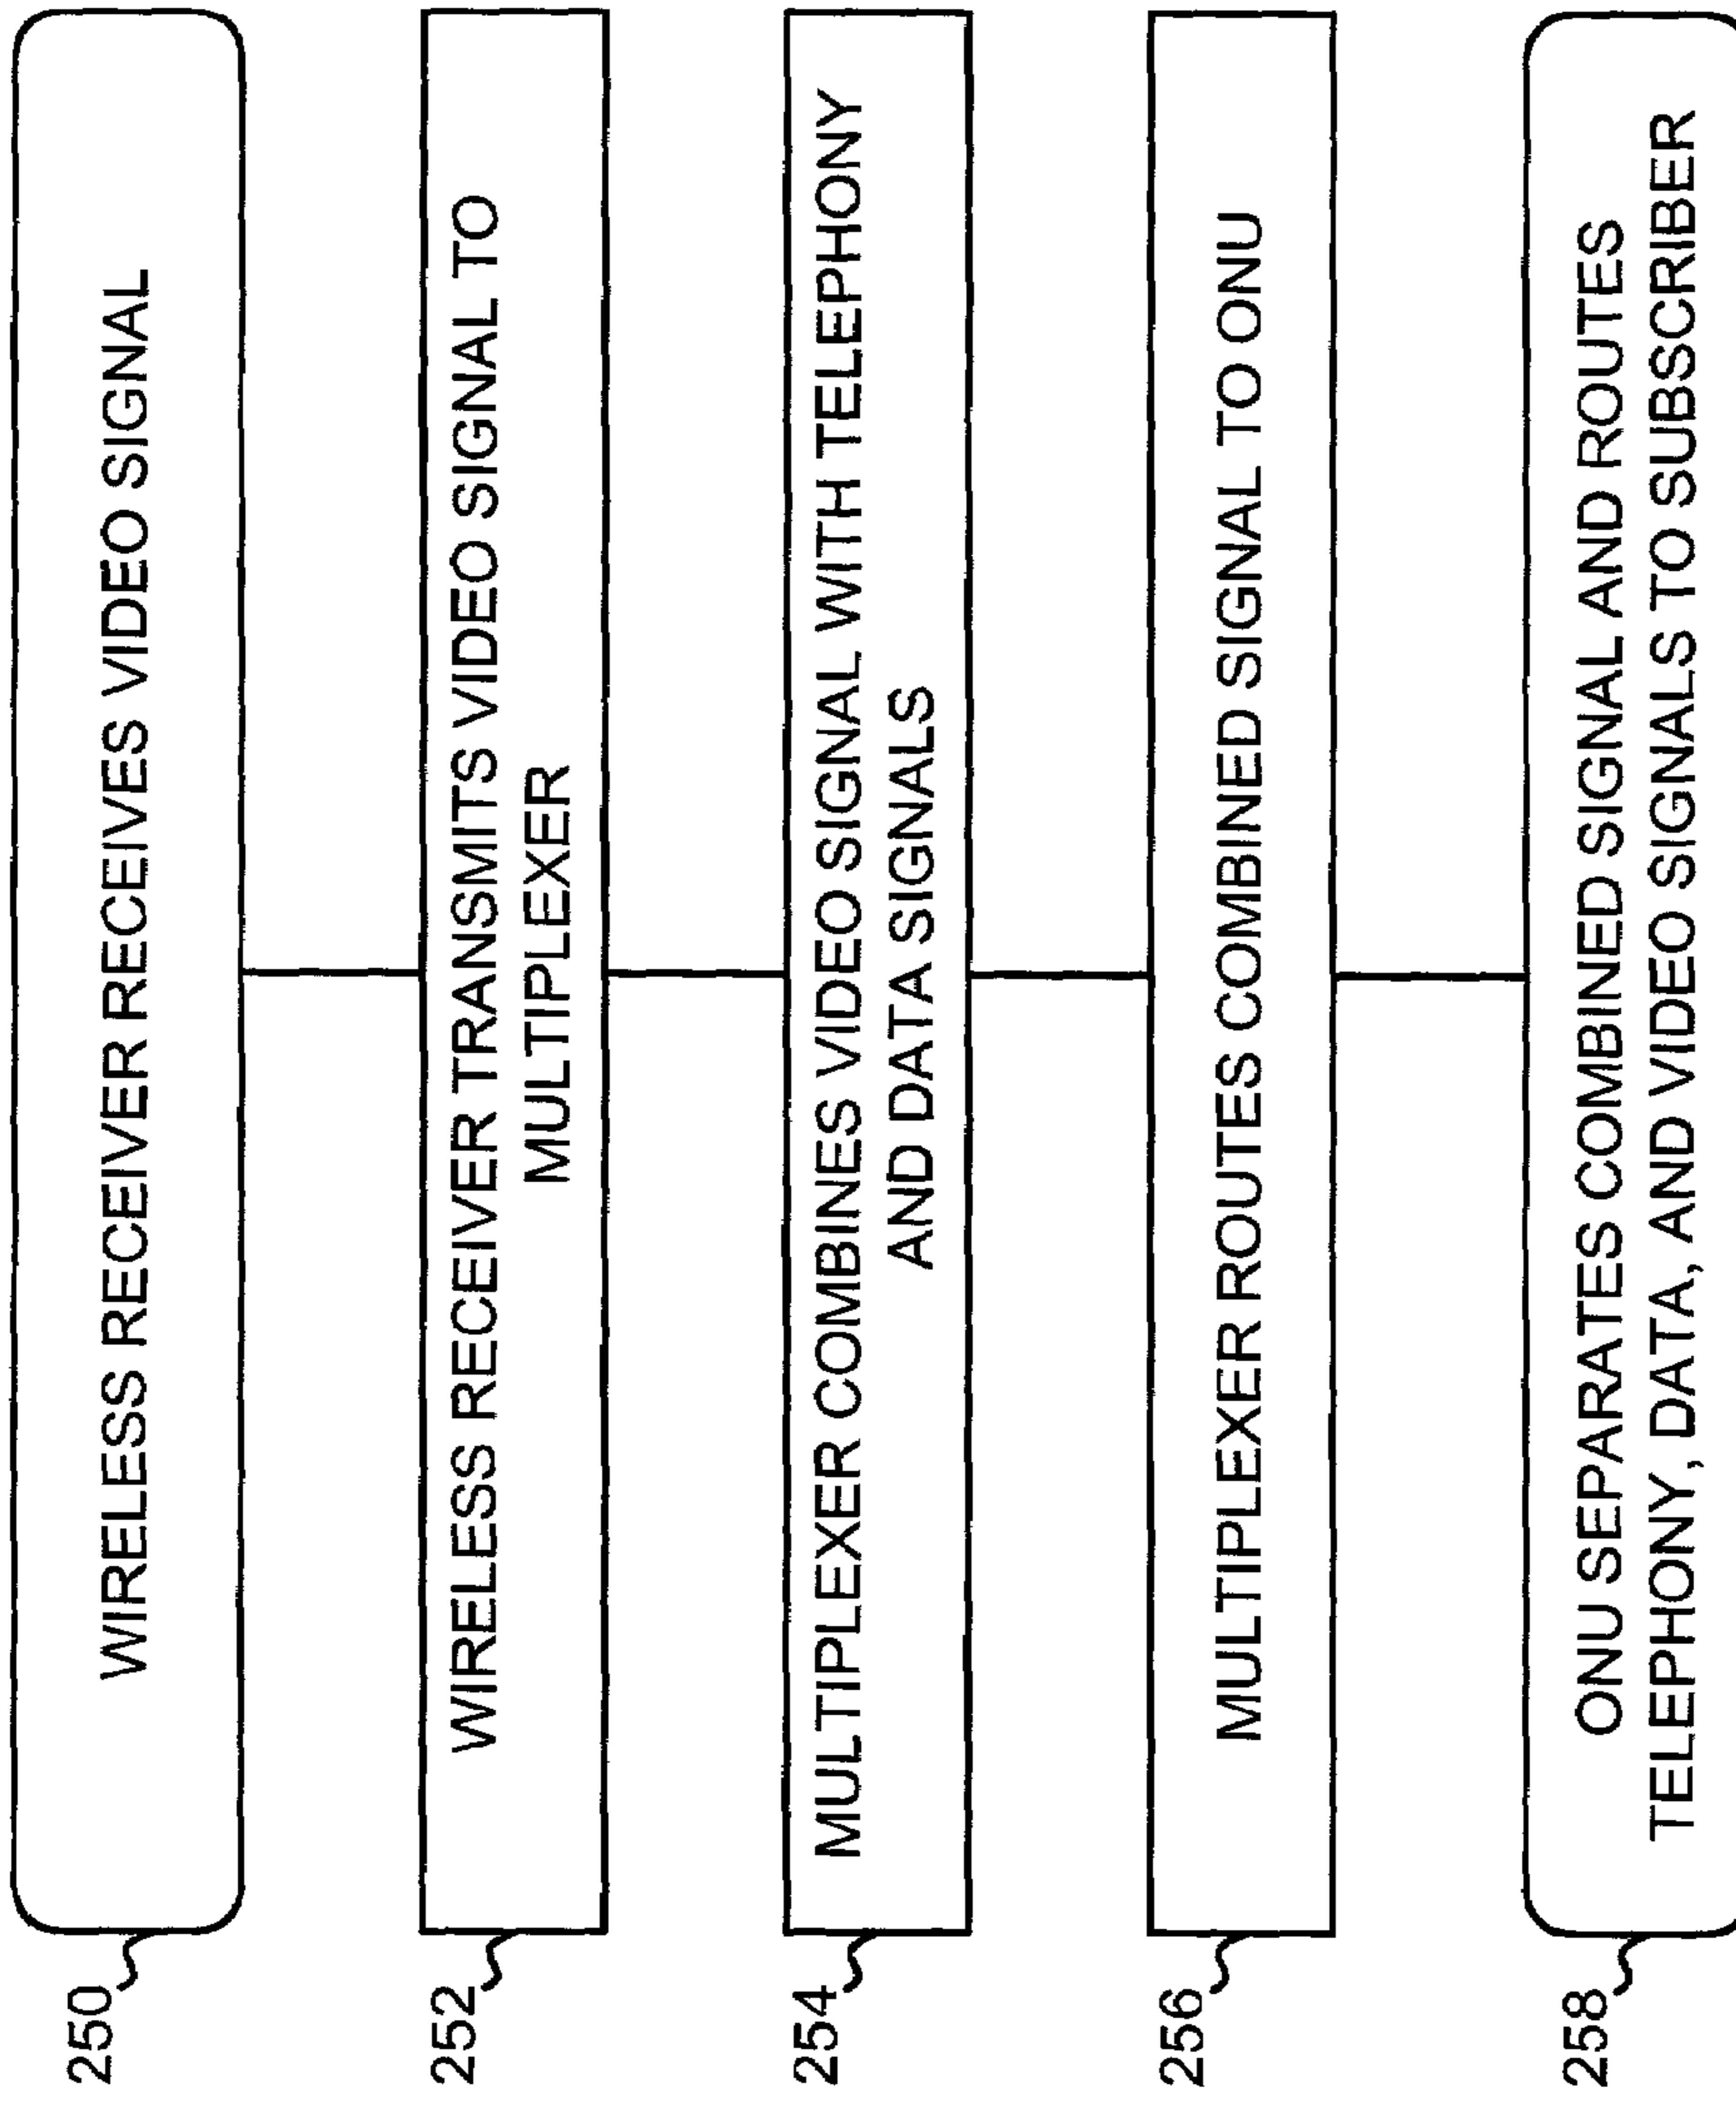 250
WIRELESS RECEIVER RECEIVES VIDEO SIGNAL
252
WIRELESS RECEIVER TRANSMITS VIDEO SIGNAL TO
MULTIPLEXER
254
MULTIPLEXER COMBINES VIDEO SIGNAL WITH TELEPHONY
AND DATA SIGNALS
256
MULTIPLEXER ROUTES COMBINED SIGNAL TO ONU
258
ONU SEPARATES COMBINED SIGNAL AND ROUTES
TELEPHONY, DATA, AND VIDEO SIGNALS TO SUBSCRIBER